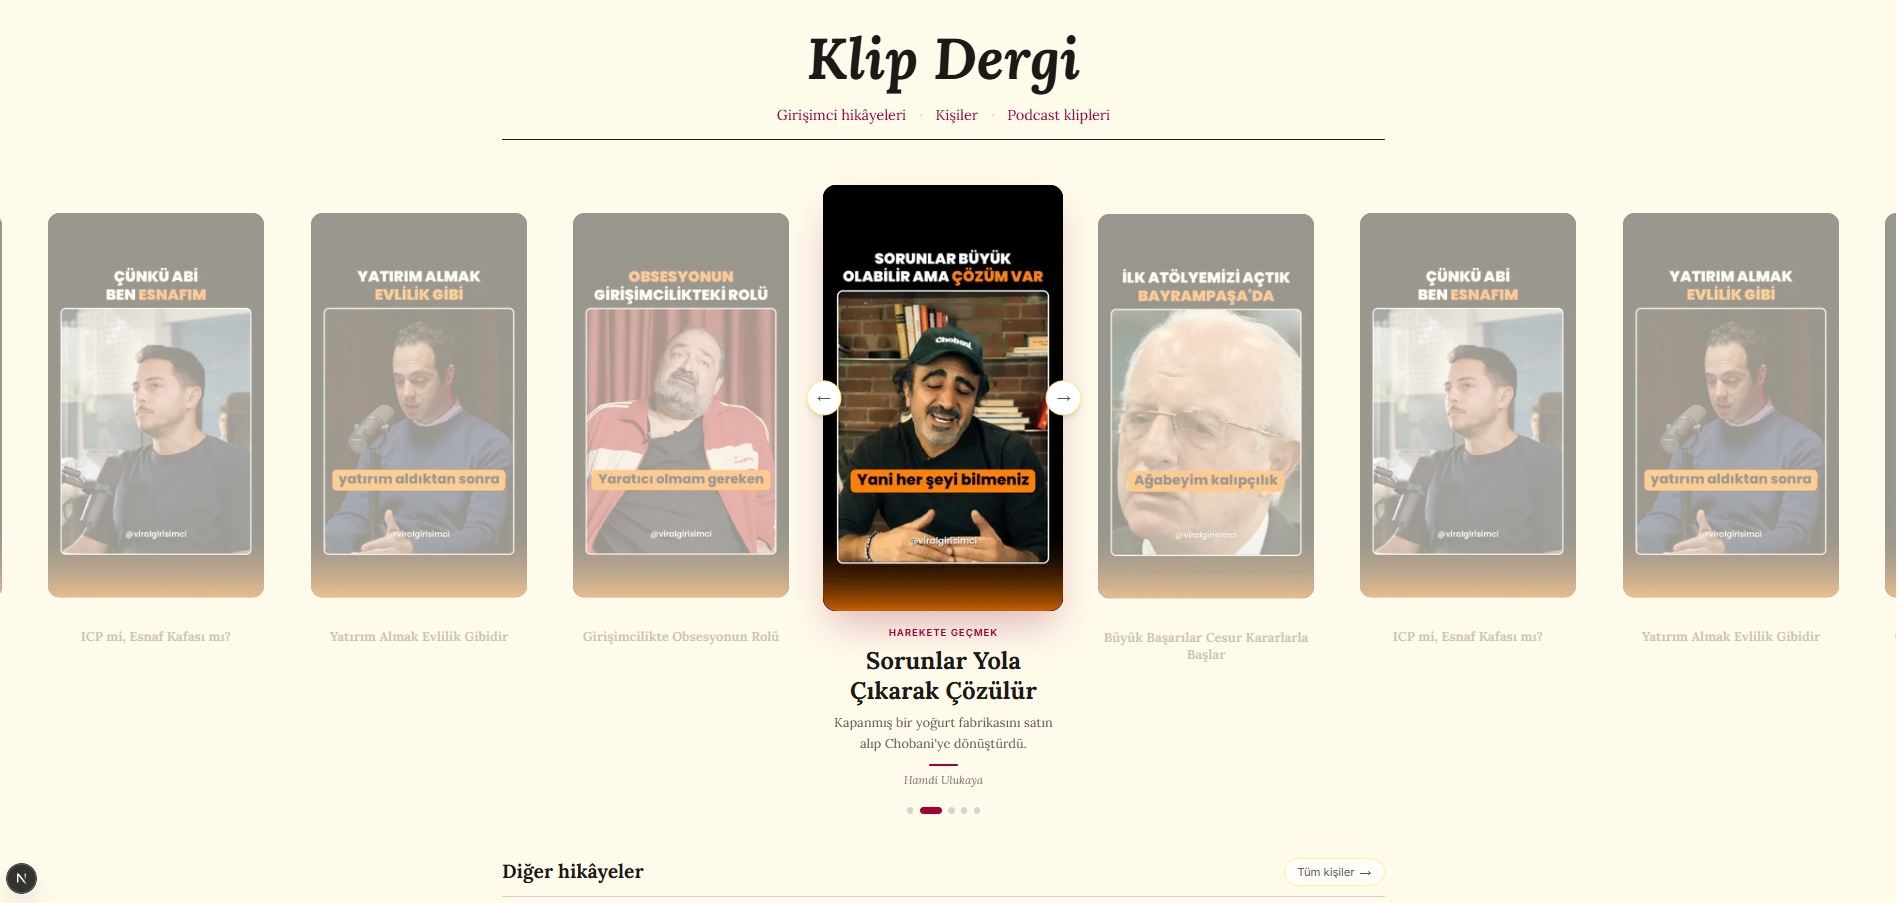 Klip Dergi
Girişimci hikâyeleri · Kişiler · Podcast klipleri
ÇÜNKÜ ABİ
BEN ESNAFIM
@viralgirisimci
ICP mi, Esnaf Kafası mı?
YATIRIM ALMAK
EVLİLİK GİBİ
yatırım aldıktan sonra
@viralgirisimci
Yatırım Almak Evlilik Gibidir
OBSESYONUN
GİRİŞİMCİLİKTEKİ ROLÜ
Yaratıcı olmam gereken
@viralgirisimci
Girişimcilikte Obsesyonun Rolü
SORUNLAR BÜYÜK
OLABİLİR AMA ÇÖZÜM VAR
Chobani
←
→
Yani her şeyi bilmeniz
@viralgirisimci
HAREKETE GEÇMEK
Sorunlar Yola
Çıkarak Çözülür
Kapanmış bir yoğurt fabrikasını satın
alıp Chobani'ye dönüştürdü.
Hamdi Ulukaya
İLK ATÖLYEMİZİ AÇTIK
BAYRAMPAŞA'DA
Ağabeyim kalıpçılık
@viralgirisimci
Büyük Başarılar Cesur Kararlarla
Başlar
ÇÜNKÜ ABİ
BEN ESNAFIM
@viralgirisimci
ICP mi, Esnaf Kafası mı?
YATIRIM ALMAK
EVLİLİK GİBİ
yatırım aldıktan sonra
@viralgirisimci
Yatırım Almak Evlilik Gibidir
Diğer hikâyeler
Tüm kişiler →
N